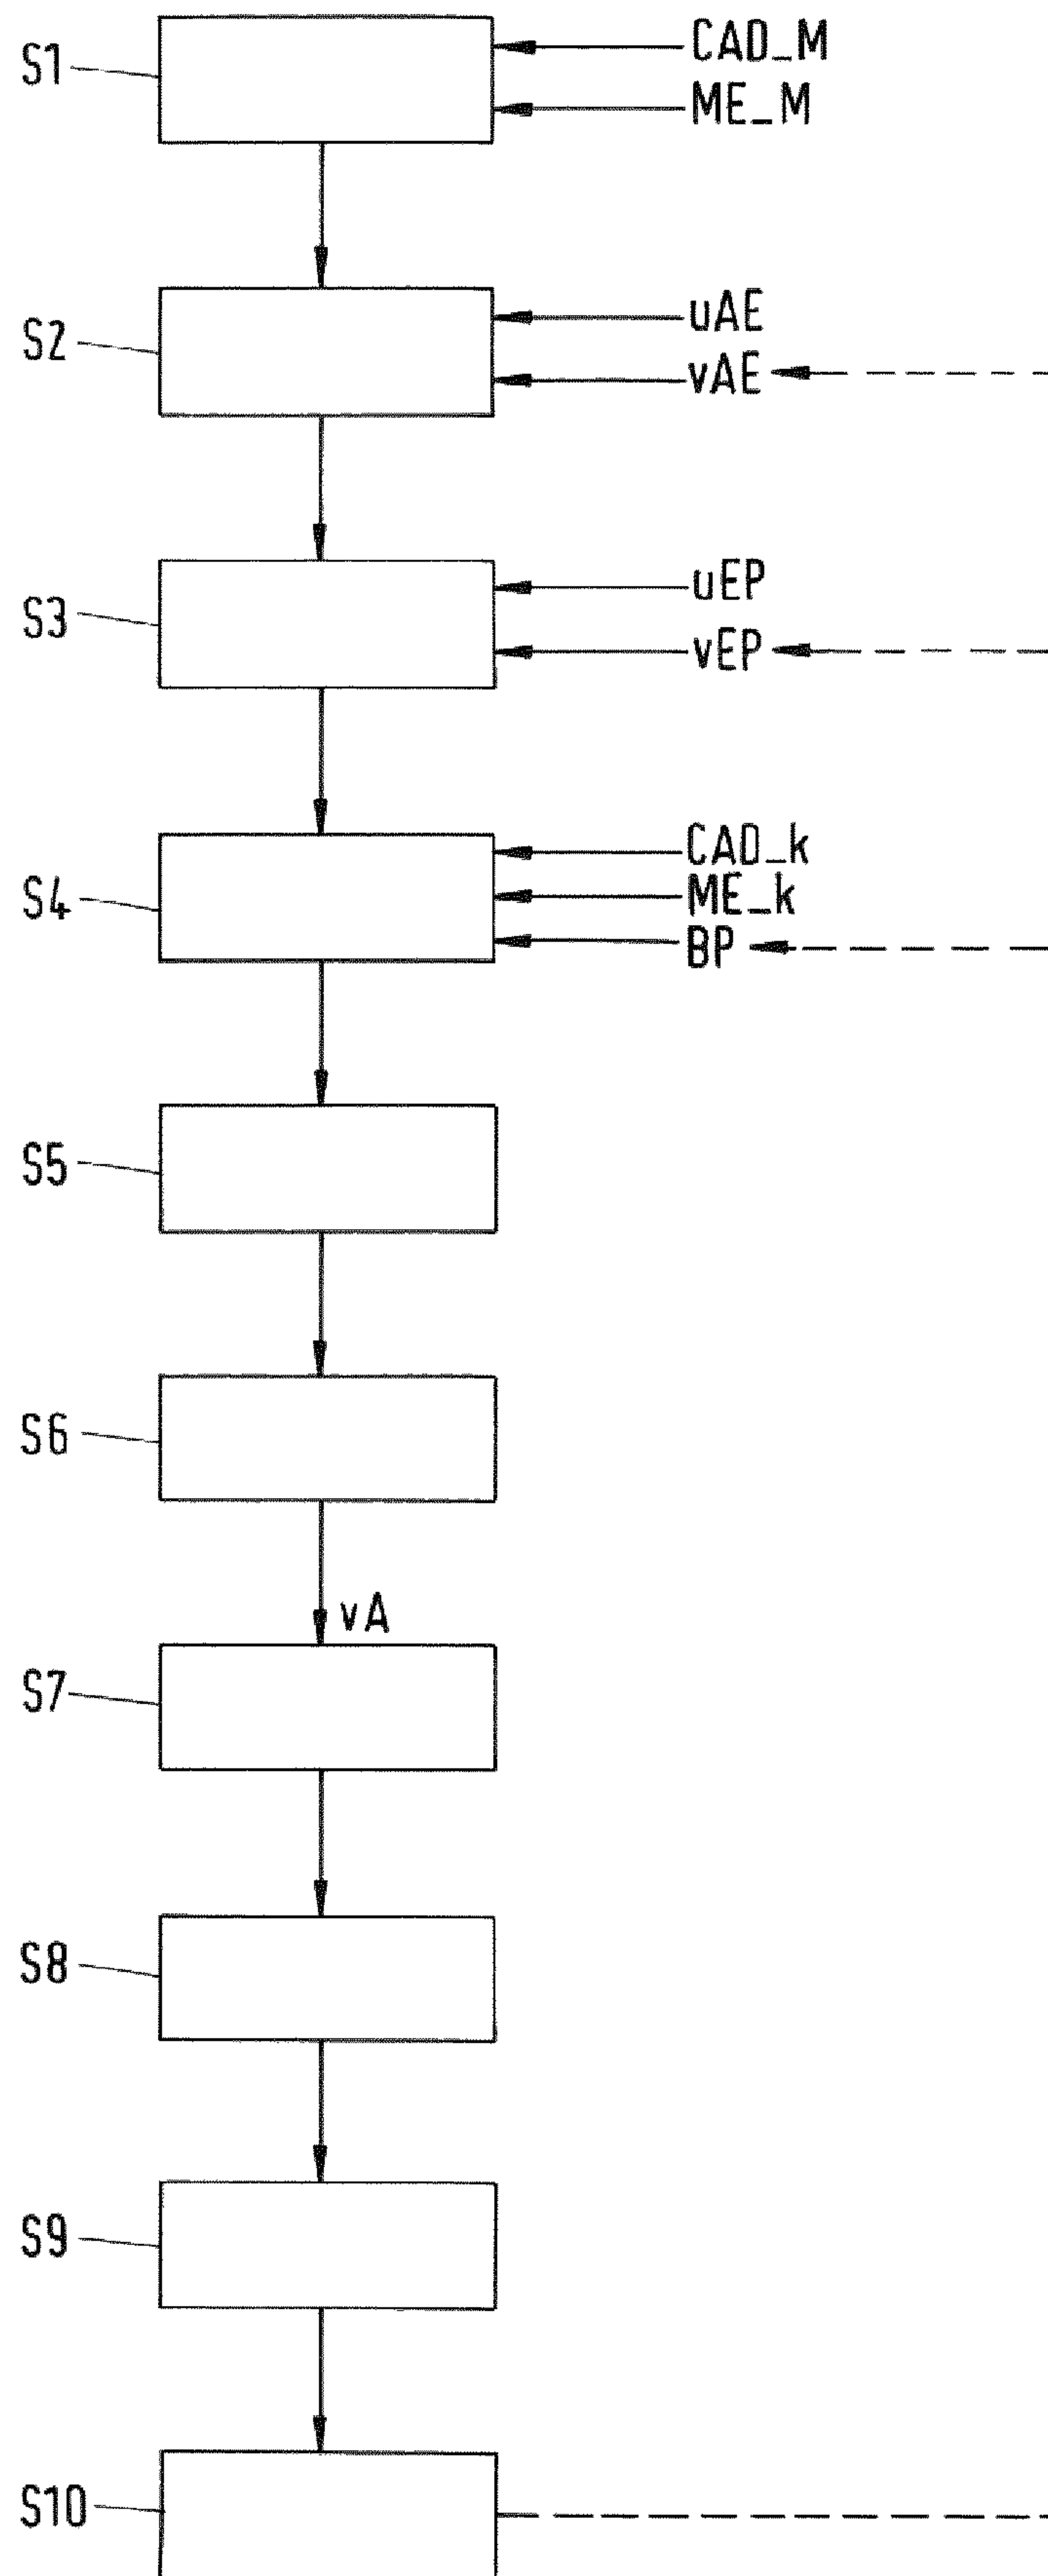 S1
CAD_M
ME_M
S2
uAE
vAE
S3
uEP
vEP
S4
CAD_k
ME_k
BP
S5
S6
vA
S7
S8
S9
S10